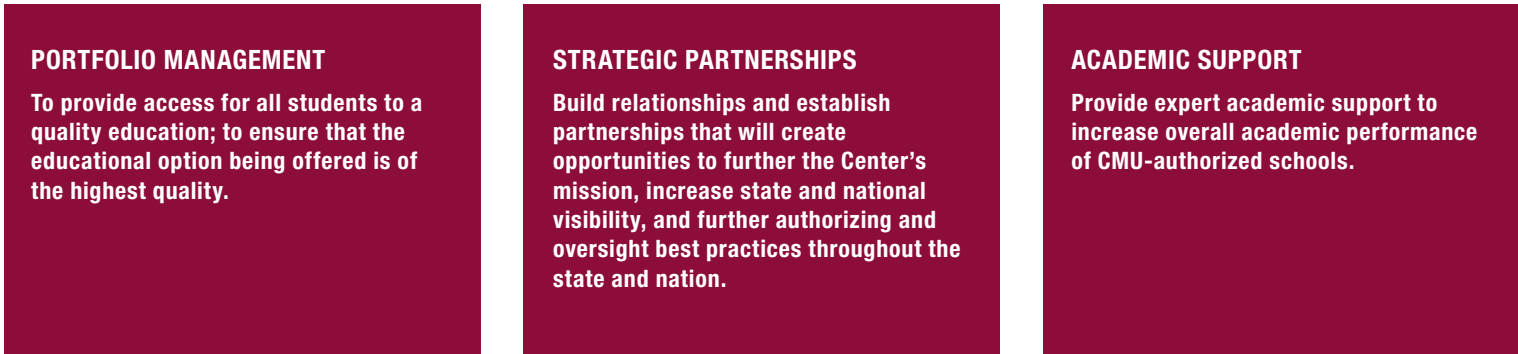 PORTFOLIO MANAGEMENT
To provide access for all students to a
quality education; to ensure that the
educational option being offered is of
the highest quality.
STRATEGIC PARTNERSHIPS
Build relationships and establish
partnerships that will create
opportunities to further the Center’s
mission, increase state and national
visibility, and further authorizing and
oversight best practices throughout the
state and nation.
ACADEMIC SUPPORT
Provide expert academic support to
increase overall academic performance
of CMU-authorized schools.